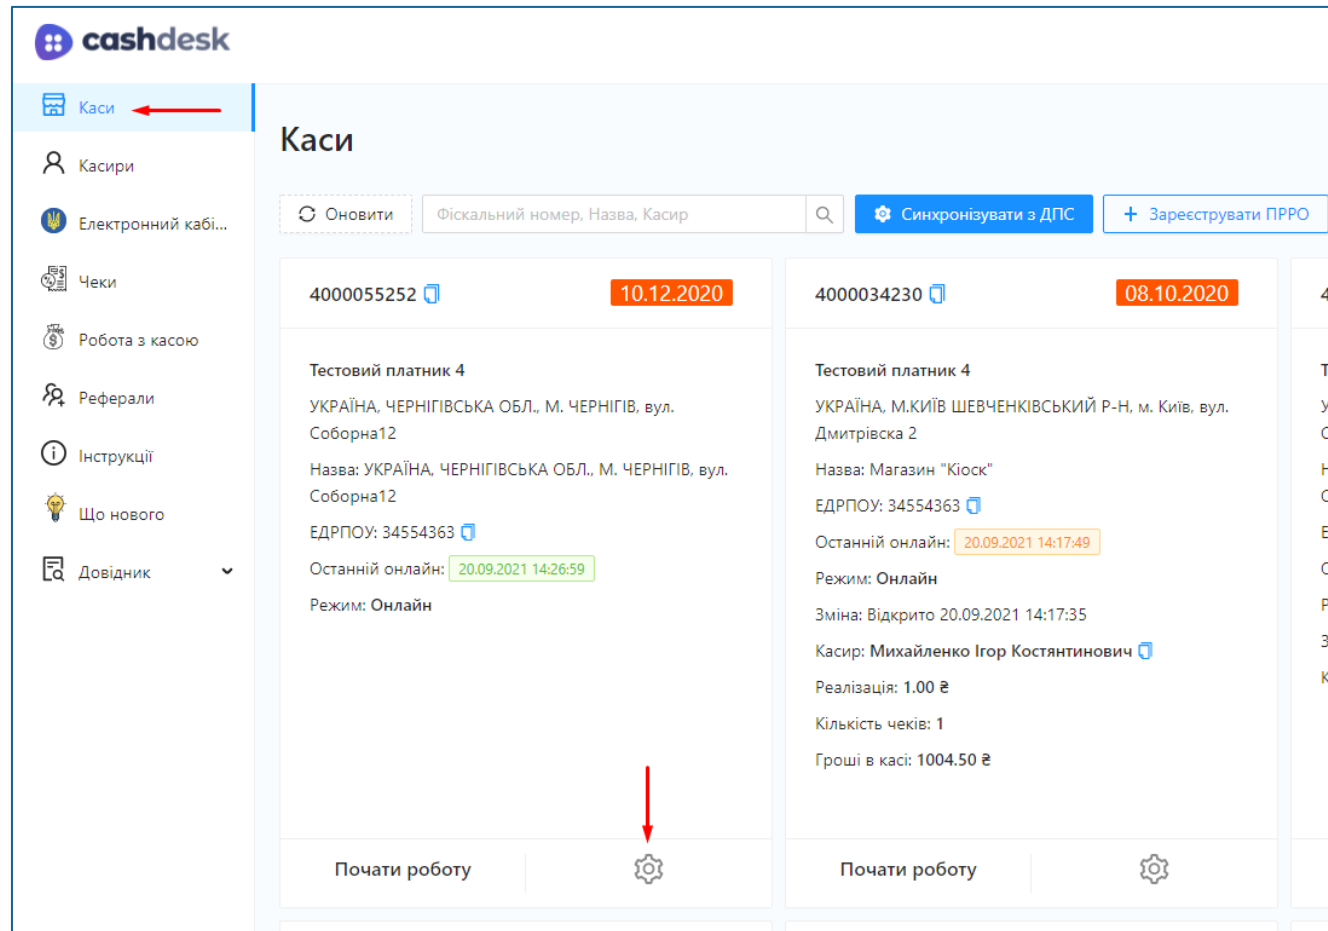 cashdesk
Каси
Касири
Електронний кабі...
Чеки
Робота з касою
Реферали
Інструкції
Що нового
Довідник
Каси
Оновити
Фіскальний номер, Назва, Касир
Синхронізувати з ДПС
+ Зареєструвати ПРРО
4000055252
10.12.2020
Тестовий платник 4
УКРАЇНА, ЧЕРНІГІВСЬКА ОБЛ., М. ЧЕРНІГІВ, вул.
Соборна12
Назва: УКРАЇНА, ЧЕРНІГІВСЬКА ОБЛ., М. ЧЕРНІГІВ, вул.
Соборна12
ЕДРПОУ: 34554363
Останній онлайн: 20.09.2021 14:26:59
Режим: Онлайн
Почати роботу
4000034230
08.10.2020
Тестовий платник 4
УКРАЇНА, М.КИЇВ ШЕВЧЕНКІВСЬКИЙ Р-Н, м. Київ, вул.
Дмитрівска 2
Назва: Магазин "Кіоск"
ЕДРПОУ: 34554363
Останній онлайн: 20.09.2021 14:17:49
Режим: Онлайн
Зміна: Відкрито 20.09.2021 14:17:35
Касир: Михайленко Ігор Костянтинович
Реалізація: 1.00 ₴
Кількість чеків: 1
Гроші в касі: 1004.50 ₴
Почати роботу